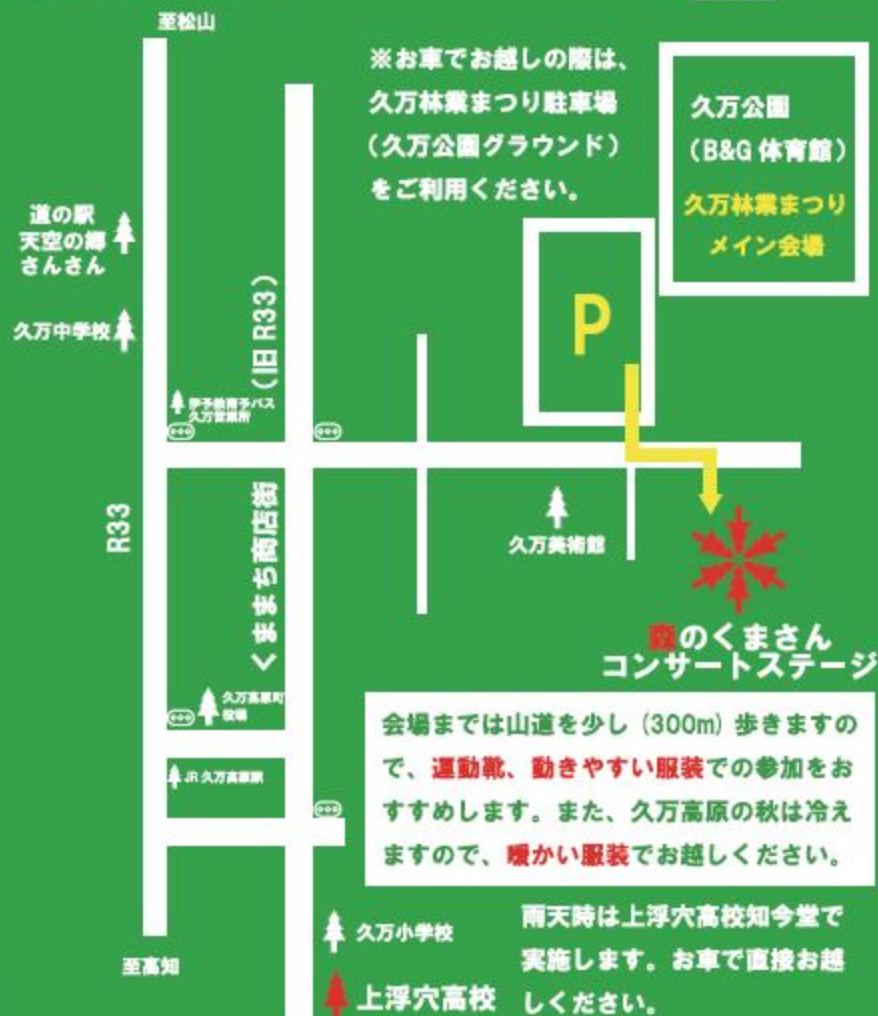 至松山
※お車でお越しの際は、
久万林業まつり駐車場
(久万公園グラウンド)
をご利用ください。
久万公園
(B&G 体育館)
久万林業まつり
メイン会場
道の駅
天空の郷
さんさん
久万中学校
(旧R33)
P
久万営業所
R33
くままち商店街
久万美術館
森のくまさん
コンサートステージ
久万高原町
役場
会場までは山道を少し (300m) 歩きますの
で、運動靴、動きやすい服装での参加をお
すすめします。また、久万高原の秋は冷え
ますので、暖かい服装でお越しください。
JR 久万高原駅
久万小学校
雨天時は上浮穴高校知今堂で
実施します。お車で直接お越
しください。
至高知
上浮穴高校